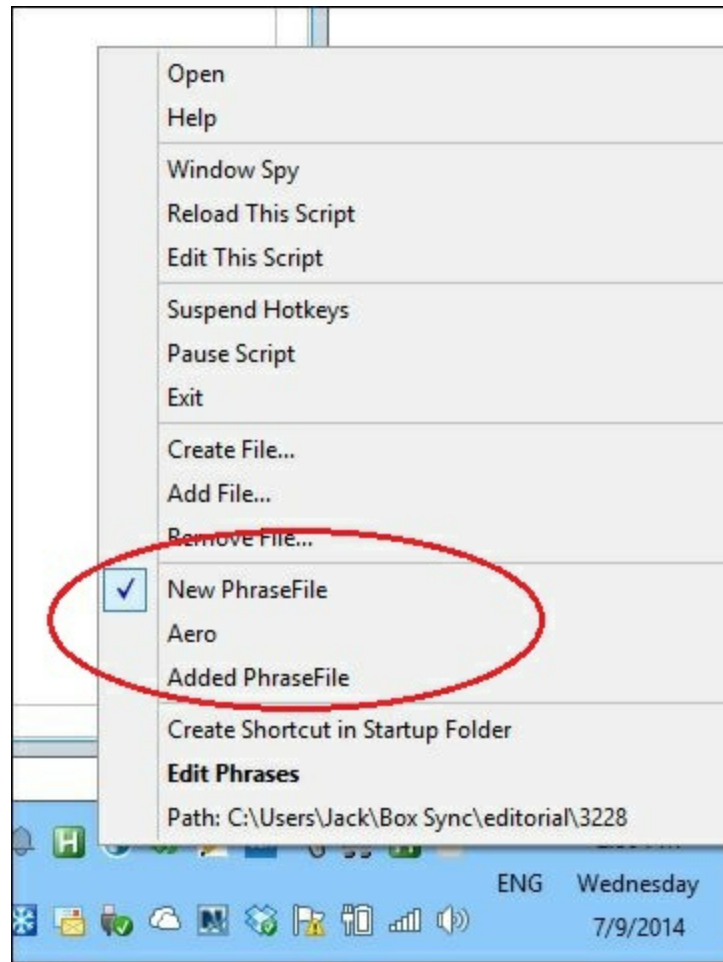 Open
Help
Window Spy
Reload This Script
Edit This Script
Suspend Hotkeys
Pause Script
Exit
Create File...
Add File...
Remove File...
New PhraseFile
Aero
Added PhraseFile
Create Shortcut in Startup Folder
Edit Phrases
Path: C:\Users\Jack\Box Sync\editorial\3228
H
ENG Wednesday
7/9/2014